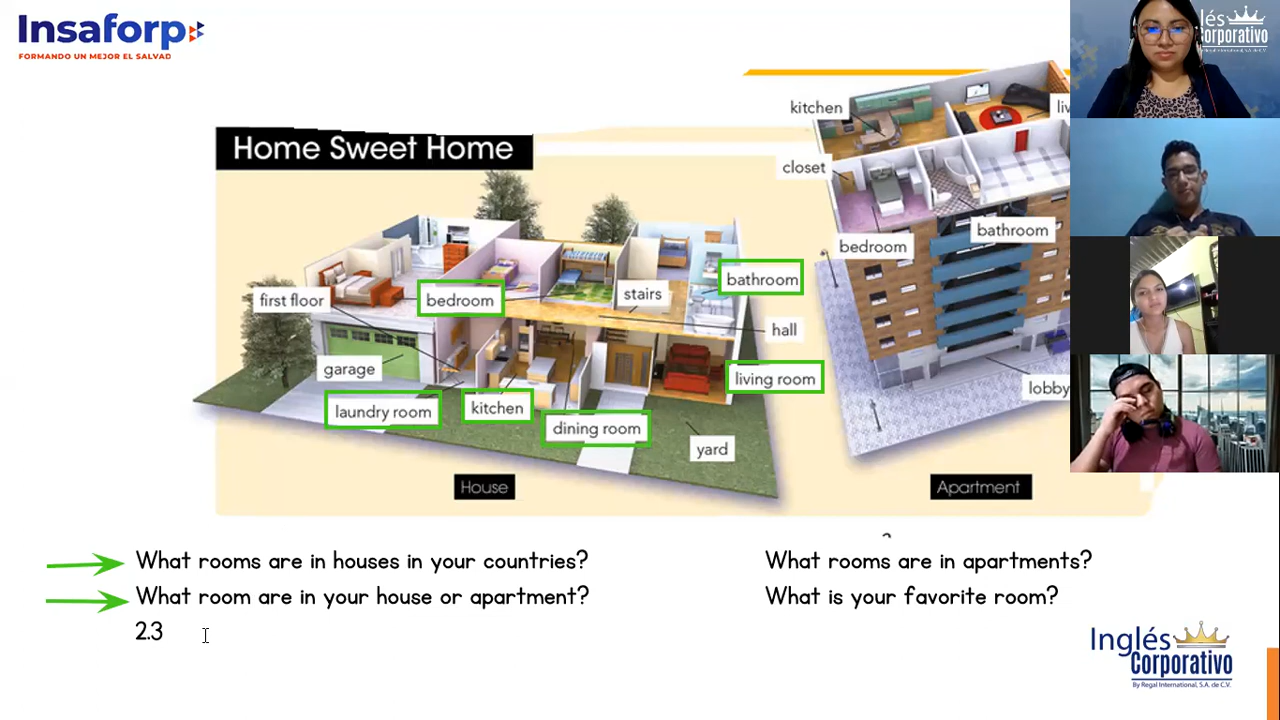 Insaforp
FORMANDO UN MEJOR EL SALVAD
Corporativo
Home Sweet Home
kitchen
closet
bedroom
bathroom
lobby
first floor
bedroom
stairs
bathroom
hall
garage
living room
laundry room
kitchen
dining room
yard
House
Apartment
What rooms are in houses in your countries?
What room are in your house or apartment?
2.3
What rooms are in apartments?
What is your favorite room?
Inglés
Corporativo
By Regal International, S.A. de C.V.